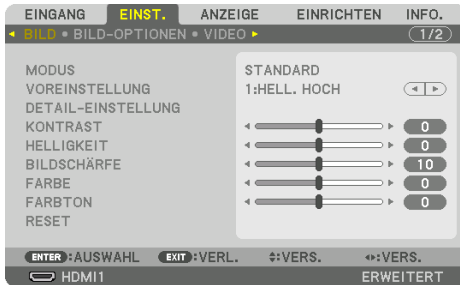 EINGANG EINST. ANZEIGE EINRICHTEN INFO.
BILD • BILD-OPTIONEN • VIDEO 1/2
MODUS STANDARD
VOREINSTELLUNG 1:HELL. HOCH
DETAIL-EINSTELLUNG
KONTRAST 0
HELLIGKEIT 0
BILDSCHÄRFE 10
FARBE 0
FARBTON 0
RESET
ENTER:AUSWAHL EXIT:VERL. :VERS. :VERS.
HDMI1 ERWEITERT